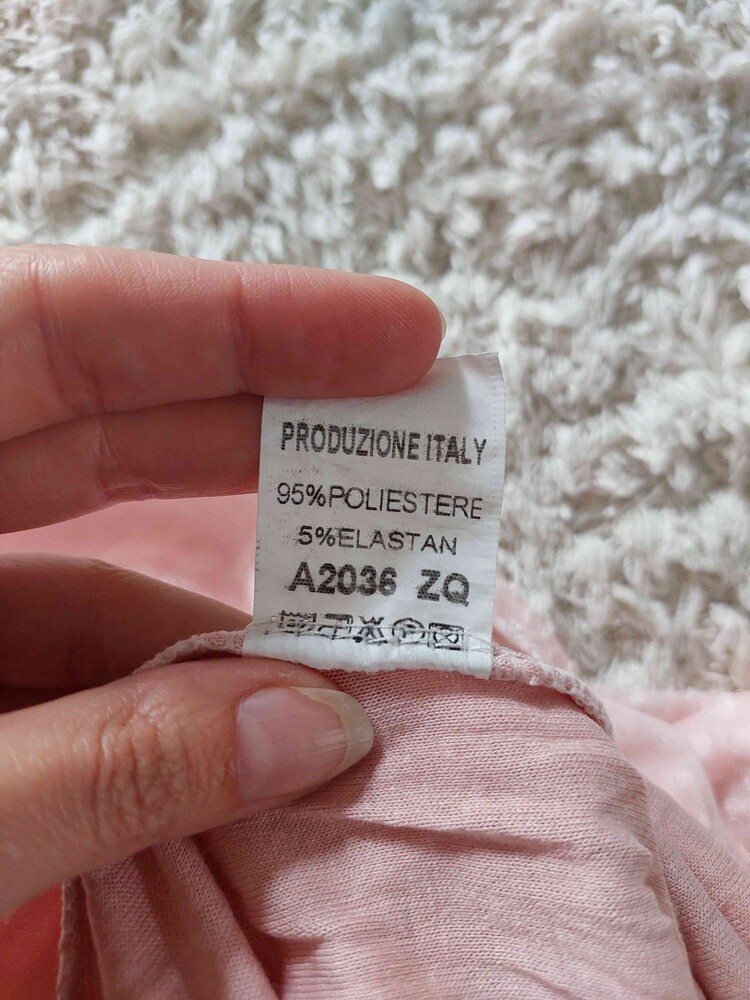 PRODUZIONE ITALY
95%POLIESTERE
5%ELASTAN
A2036 ZQ